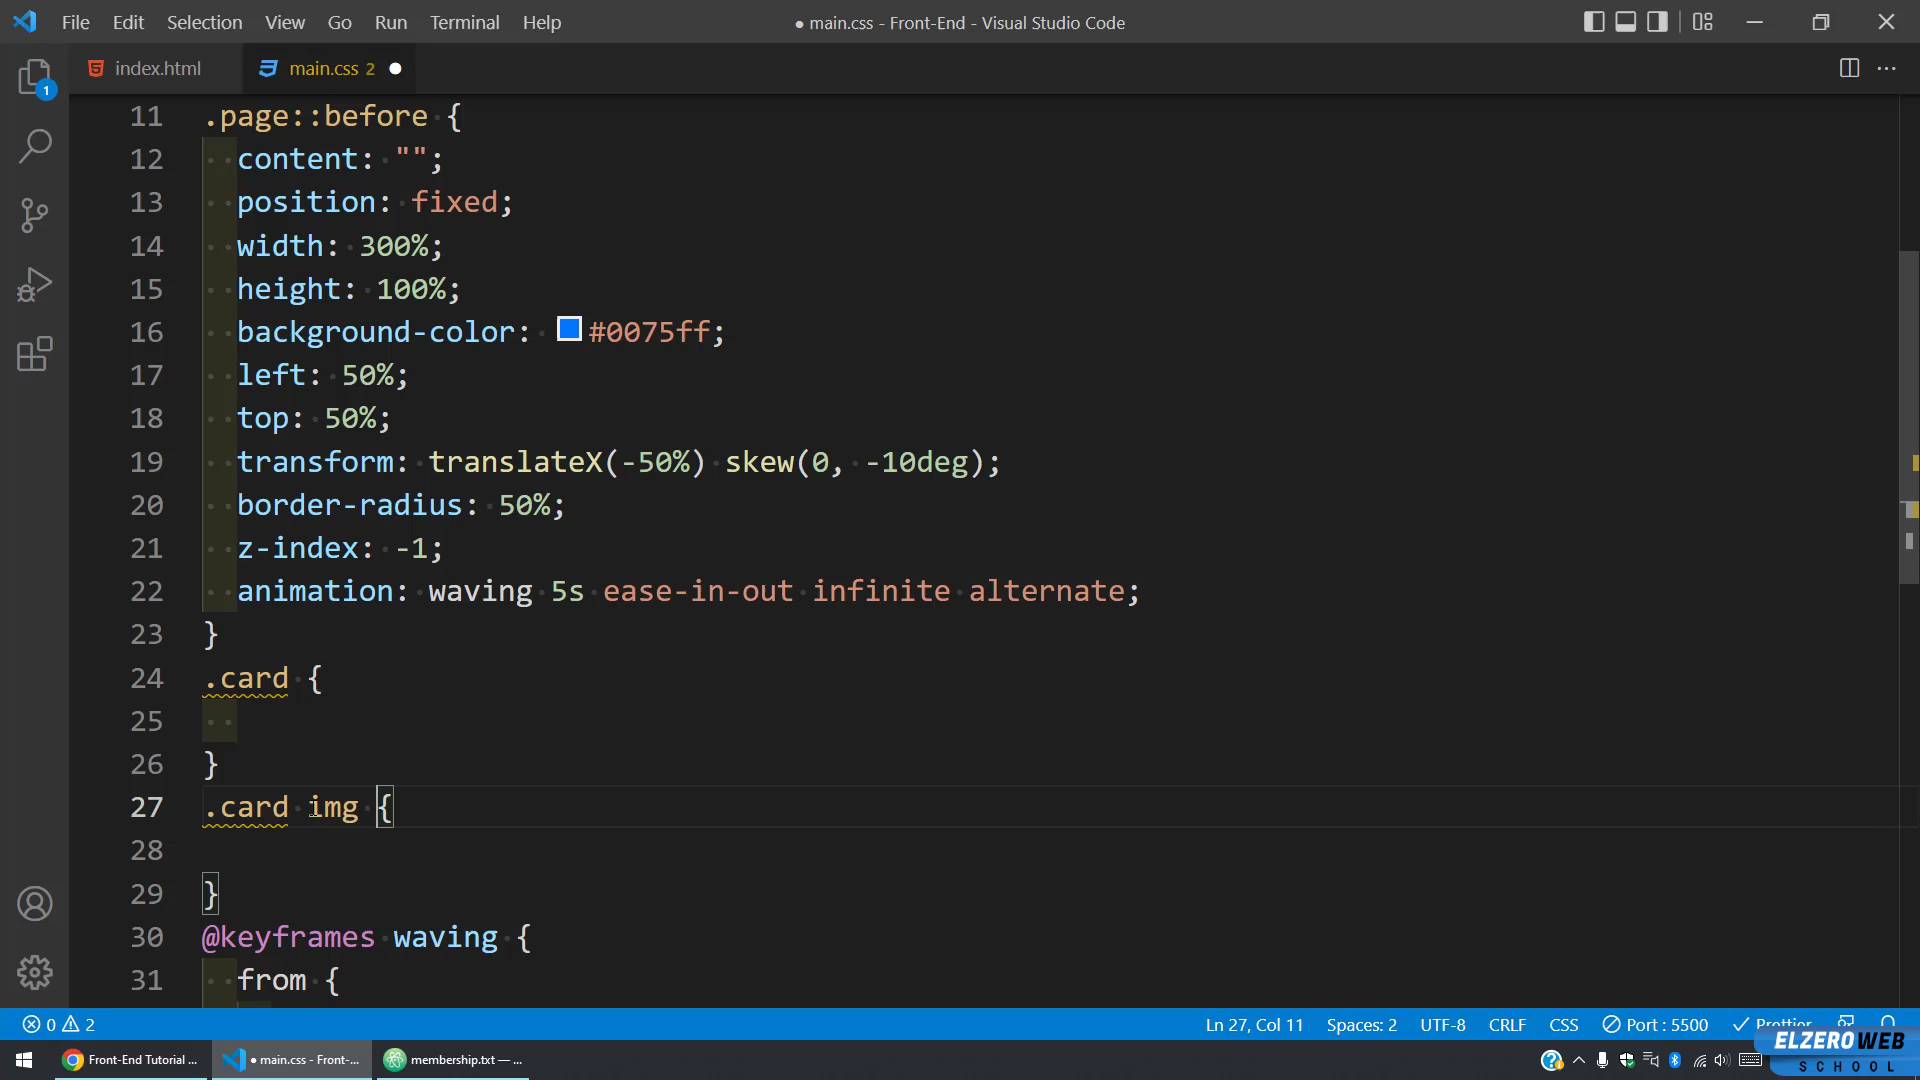 File Edit Selection View Go Run Terminal Help
● main.css - Front-End - Visual Studio Code
index.html
main.css 2 ●
1
11 .page::before {
12 content: "";
13 position: fixed;
14 width: 300%;
15 height: 100%;
16 background-color: #0075ff;
17 left: 50%;
18 top: 50%;
19 transform: translateX(-50%) skew(0, -10deg);
20 border-radius: 50%;
21 z-index: -1;
22 animation: waving 5s ease-in-out infinite alternate;
23 }
24 .card {
25
26 }
27 .card img {
28
29 }
30 @keyframes waving {
31 from {
0 2
Ln 27, Col 11 Spaces: 2 UTF-8 CRLF CSS Port : 5500 Prettier
Front-End Tutorial ... ● main.css - Front-... membership.txt — ...
ELZEROWEB
SCHOOL